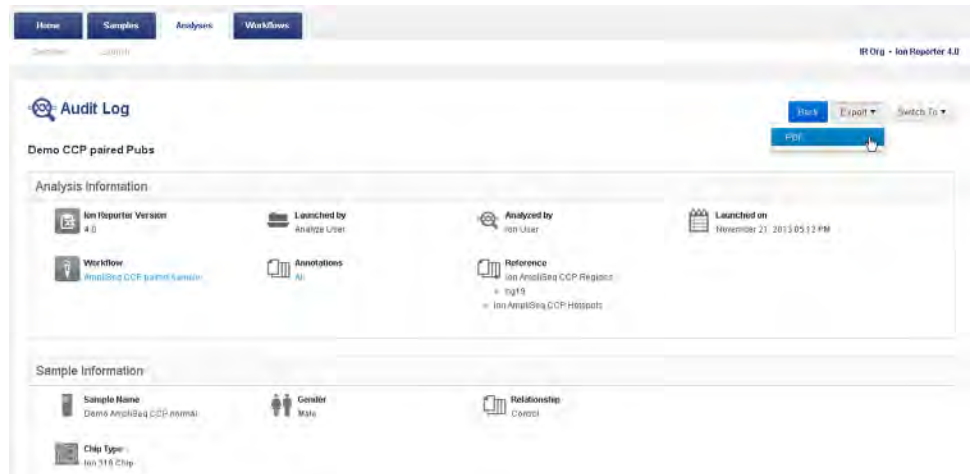 Home Samples Analyses Workflows
Overview Launch
IR Org • Ion Reporter 4.0
Audit Log
Back Export Switch To
PDF
Demo CCP paired Pubs
Analysis Information
Ion Reporter Version
4.0
Launched by
Analyze User
Analyzed by
Ion User
Launched on
November 21 2013 05:12 PM
Workflow
AmpliSeq CCP paired sample
Annotations
All
Reference
Ion AmpliSeq CCP Regions
hg19
Ion AmpliSeq CCP Hotspots
Sample Information
Sample Name
Demo AmpliSeq CCP normal
Gender
Male
Relationship
Control
Chip Type
Ion 318 Chip